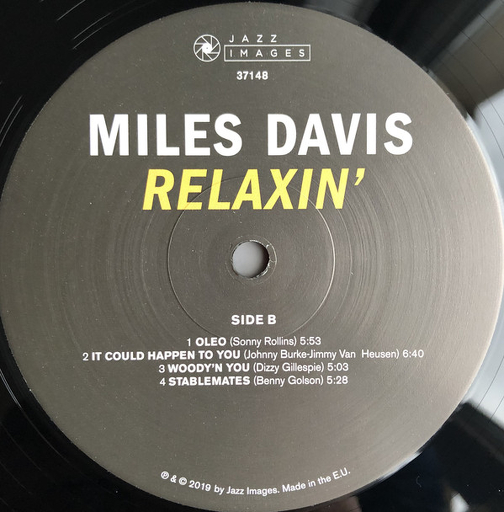 JAZZ
IMAGES
37148
MILES DAVIS
RELAXIN'
SIDE B
1 OLEO (Sonny Rollins) 5:53
2 IT COULD HAPPEN TO YOU (Johnny Burke-Jimmy Van Heusen) 6:40
3 WOODY'N YOU (Dizzy Gillespie) 5:03
4 STABLEMATES (Benny Golson) 5:28
℗ & © 2019 by Jazz Images. Made in the E.U.